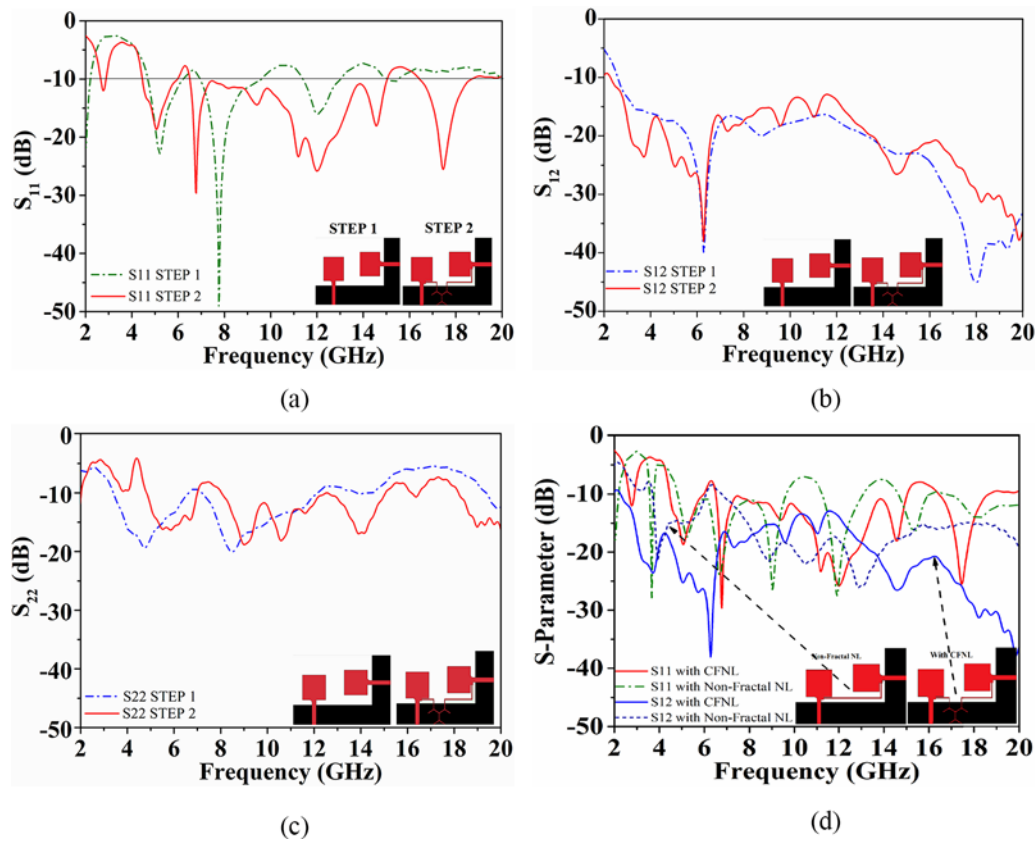 0
-10
-20
-30
-40
-50
S11 (dB)
STEP 1
STEP 2
S11 STEP 1
S11 STEP 2
2 4 6 8 10 12 14 16 18 20
Frequency (GHz)
(a)
0
-10
-20
-30
-40
-50
S12 (dB)
S12 STEP 1
S12 STEP 2
2 4 6 8 10 12 14 16 18 20
Frequency (GHz)
(b)
0
-10
-20
-30
-40
-50
S22 (dB)
S22 STEP 1
S22 STEP 2
2 4 6 8 10 12 14 16 18 20
Frequency (GHz)
(c)
0
-10
-20
-30
-40
-50
S-Parameter (dB)
Non-Fractal NL
With CFNL
S11 with CFNL
S11 with Non-Fractal NL
S12 with CFNL
S12 with Non-Fractal NL
2 4 6 8 10 12 14 16 18 20
Frequency (GHz)
(d)